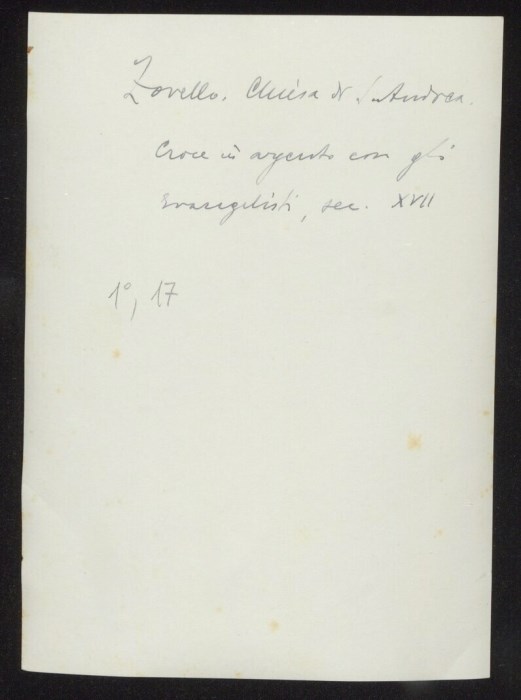 Zovello. Chiesa di S. Andrea.
Croce in argento con gli
Evangelisti, sec. XVII
1°, 17